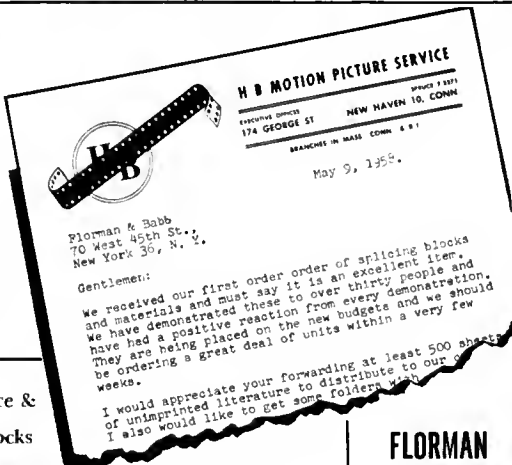 H B MOTION PICTURE SERVICE
EXECUTIVE OFFICES
174 GEORGE ST
NEW HAVEN 10, CONN
BRANCHES IN MASS CONN & R I
H
B
May 9, 1958.
Florman & Babb
70 West 45th St.,
New York 36, N. Y.
Gentlemen:
We received our first order order of splicing blocks
and materials and must say it is an excellent item.
We have demonstrated these to over thirty people and
have had a positive reaction from every demonstration.
They are being placed on the new budgets and we should
be ordering a great deal of units within a very few
weeks.
I would appreciate your forwarding at least 500 sheets
of unimprinted literature to distribute to our
I also would like to get some folders with
re &
ocks
FLORMAN